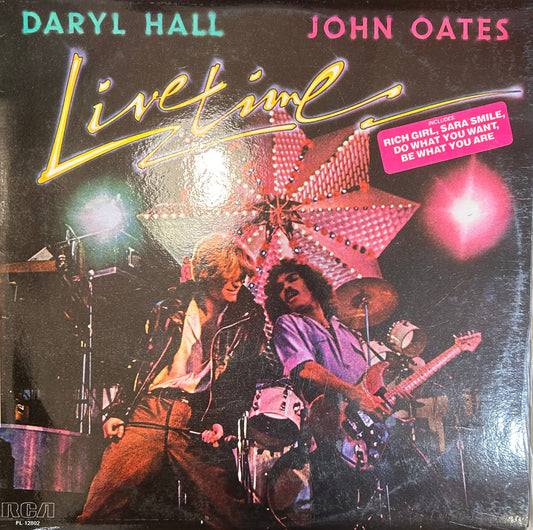 DARYL HALL JOHN OATES
Livetime
INCLUDES:
RICH GIRL, SARA SMILE,
DO WHAT YOU WANT,
BE WHAT YOU ARE
RCA
PL 12802